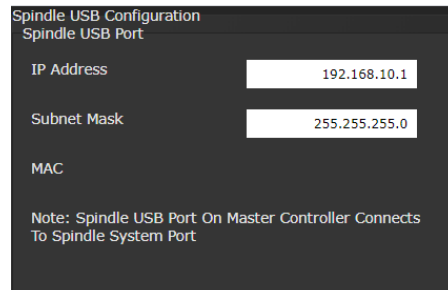 Spindle USB Configuration
Spindle USB Port
IP Address
192.168.10.1
Subnet Mask
255.255.255.0
MAC
Note: Spindle USB Port On Master Controller Connects
To Spindle System Port